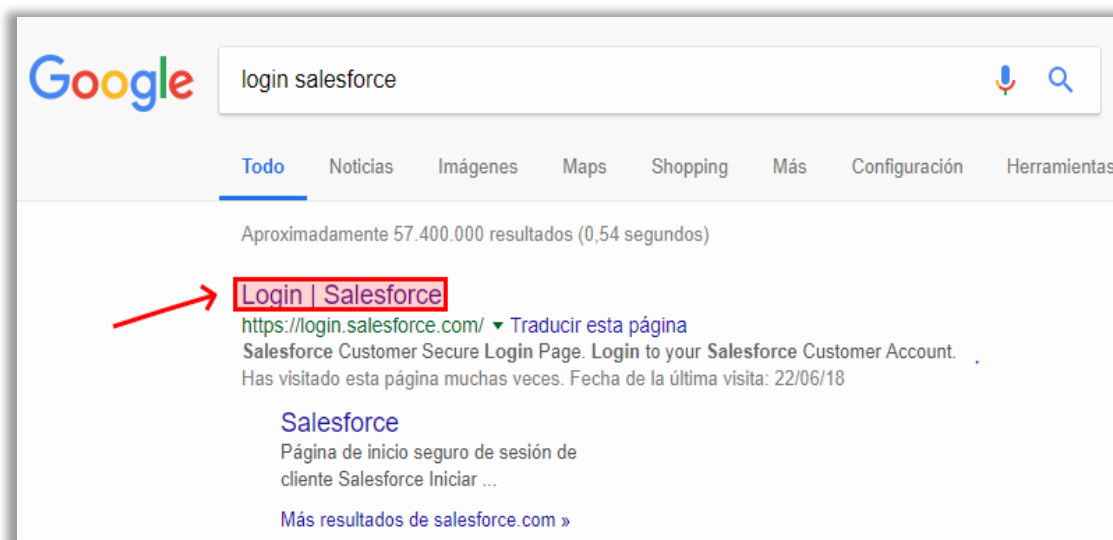 Google
login salesforce
Todo Noticias Imágenes Maps Shopping Más Configuración Herramientas
Aproximadamente 57.400.000 resultados (0,54 segundos)
Login | Salesforce
https://login.salesforce.com/ ▾ Traducir esta página
Salesforce Customer Secure Login Page. Login to your Salesforce Customer Account.
Has visitado esta página muchas veces. Fecha de la última visita: 22/06/18
Salesforce
Página de inicio seguro de sesión de
cliente Salesforce Iniciar ...
Más resultados de salesforce.com »